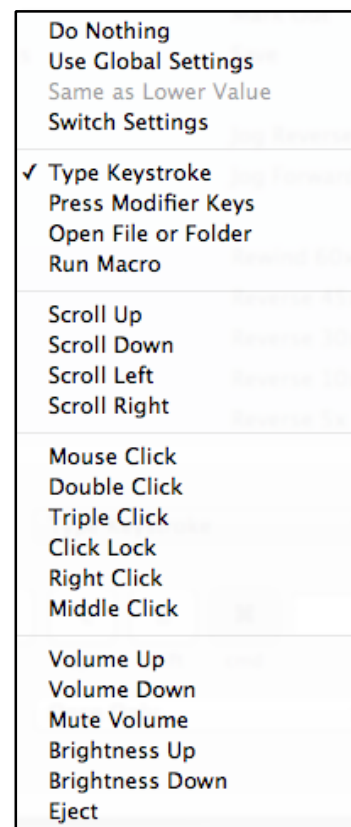 Do Nothing
Use Global Settings
Same as Lower Value
Switch Settings
✓ Type Keystroke
Press Modifier Keys
Open File or Folder
Run Macro
Scroll Up
Scroll Down
Scroll Left
Scroll Right
Mouse Click
Double Click
Triple Click
Click Lock
Right Click
Middle Click
Volume Up
Volume Down
Mute Volume
Brightness Up
Brightness Down
Eject